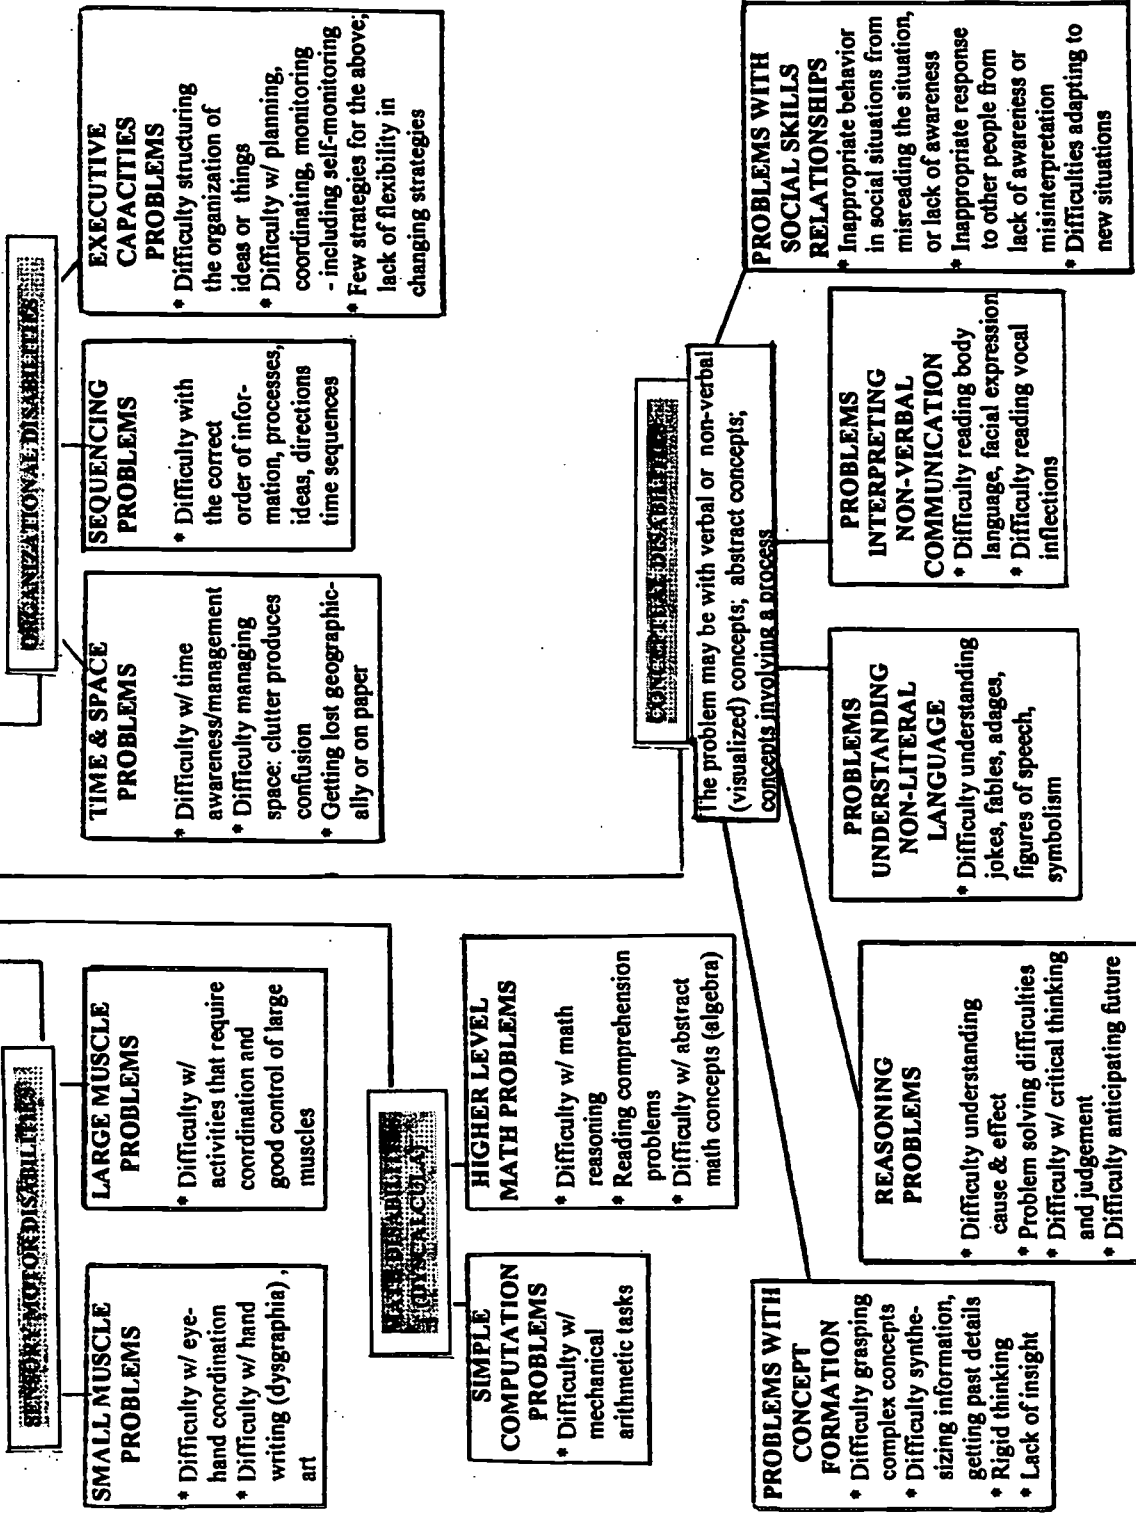 SENSORY MOTOR DISABILITIES
SMALL MUSCLE
PROBLEMS
* Difficulty w/ eye-
hand coordination
* Difficulty w/ hand
writing (dysgraphia) ,
art
LARGE MUSCLE
PROBLEMS
* Difficulty w/
activities that require
coordination and
good control of large
muscles
ORGANIZATIONAL DISABILITIES
TIME & SPACE
PROBLEMS
* Difficulty w/ time
awareness/management
* Difficulty managing
space: clutter produces
confusion
* Getting lost geographic-
ally or on paper
SEQUENCING
PROBLEMS
* Difficulty with
the correct
order of infor-
mation, processes,
ideas, directions
time sequences
EXECUTIVE
CAPACITIES
PROBLEMS
* Difficulty structuring
the organization of
ideas or things
* Difficulty w/ planning,
coordinating, monitoring
- including self-monitoring
* Few strategies for the above;
lack of flexibility in
changing strategies
MATH DISABILITIES
(DYSCALCULA)
SIMPLE
COMPUTATION
PROBLEMS
* Difficulty w/
mechanical
arithmetic tasks
HIGHER LEVEL
MATH PROBLEMS
* Difficulty w/ math
reasoning
* Reading comprehension
problems
* Difficulty w/ abstract
math concepts (algebra)
CONCEPTUAL DISABILITIES
The problem may be with verbal or non-verbal
(visualized) concepts; abstract concepts;
concepts involving a process
PROBLEMS WITH
CONCEPT
FORMATION
* Difficulty grasping
complex concepts
* Difficulty synthe-
sizing information,
getting past details
* Rigid thinking
* Lack of insight
REASONING
PROBLEMS
* Difficulty understanding
cause & effect
* Problem solving difficulties
* Difficulty w/ critical thinking
and judgement
* Difficulty anticipating future
PROBLEMS
UNDERSTANDING
NON-LITERAL
LANGUAGE
* Difficulty understanding
jokes, fables, adages,
figures of speech,
symbolism
PROBLEMS
INTERPRETING
NON-VERBAL
COMMUNICATION
* Difficulty reading body
language, facial expression
* Difficulty reading vocal
inflections
PROBLEMS WITH
SOCIAL SKILLS
RELATIONSHIPS
* Inappropriate behavior
in social situations from
misreading the situation,
or lack of awareness
* Inappropriate response
to other people from
lack of awareness or
misinterpretation
* Difficulties adapting to
new situations